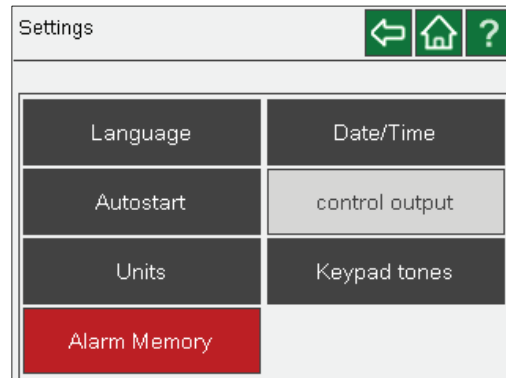 Settings
?
Language
Date/Time
Autostart
control output
Units
Keypad tones
Alarm Memory